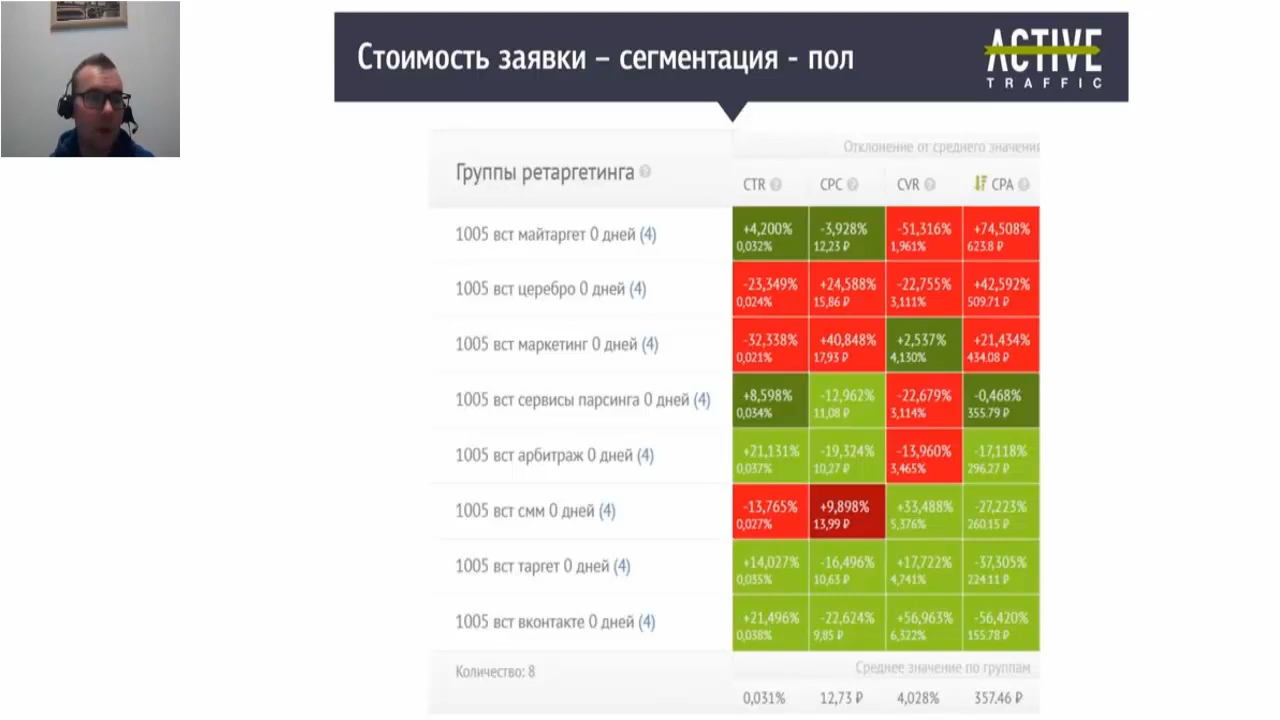 Стоимость заявки – сегментация - пол
ACTIVE
TRAFFIC
Отклонение от среднего значени
Группы ретаргетинга
CTR CPC CVR CPA
1005 вст майтаргет 0 дней (4) +4,200% -3,928% -51,316% +74,508%
0,032% 12,23 ₽ 1,961% 623.8 ₽
1005 вст церебро 0 дней (4) -23,349% +24,588% -22,755% +42,592%
0,024% 15,86 ₽ 3,111% 509.71 ₽
1005 вст маркетинг 0 дней (4) -32,338% +40,848% +2,537% +21,434%
0,021% 17,93 ₽ 4,130% 434.08 ₽
1005 вст сервисы парсинга 0 дней (4) +8,598% -12,962% -22,679% -0,468%
0,034% 11,08 ₽ 3,114% 355.79 ₽
1005 вст арбитраж 0 дней (4) +21,131% -19,324% -13,960% -17,118%
0,037% 10,27 ₽ 3,465% 296.27 ₽
1005 вст смм 0 дней (4) -13,765% +9,898% +33,488% -27,223%
0,027% 13,99 ₽ 5,376% 260.15 ₽
1005 вст таргет 0 дней (4) +14,027% -16,496% +17,722% -37,305%
0,035% 10,63 ₽ 4,741% 224.11 ₽
1005 вст вконтакте 0 дней (4) +21,496% -22,624% +56,963% -56,420%
0,038% 9,85 ₽ 6,322% 155.78 ₽
Количество: 8 Среднее значение по группам
0,031% 12,73 ₽ 4,028% 357.46 ₽